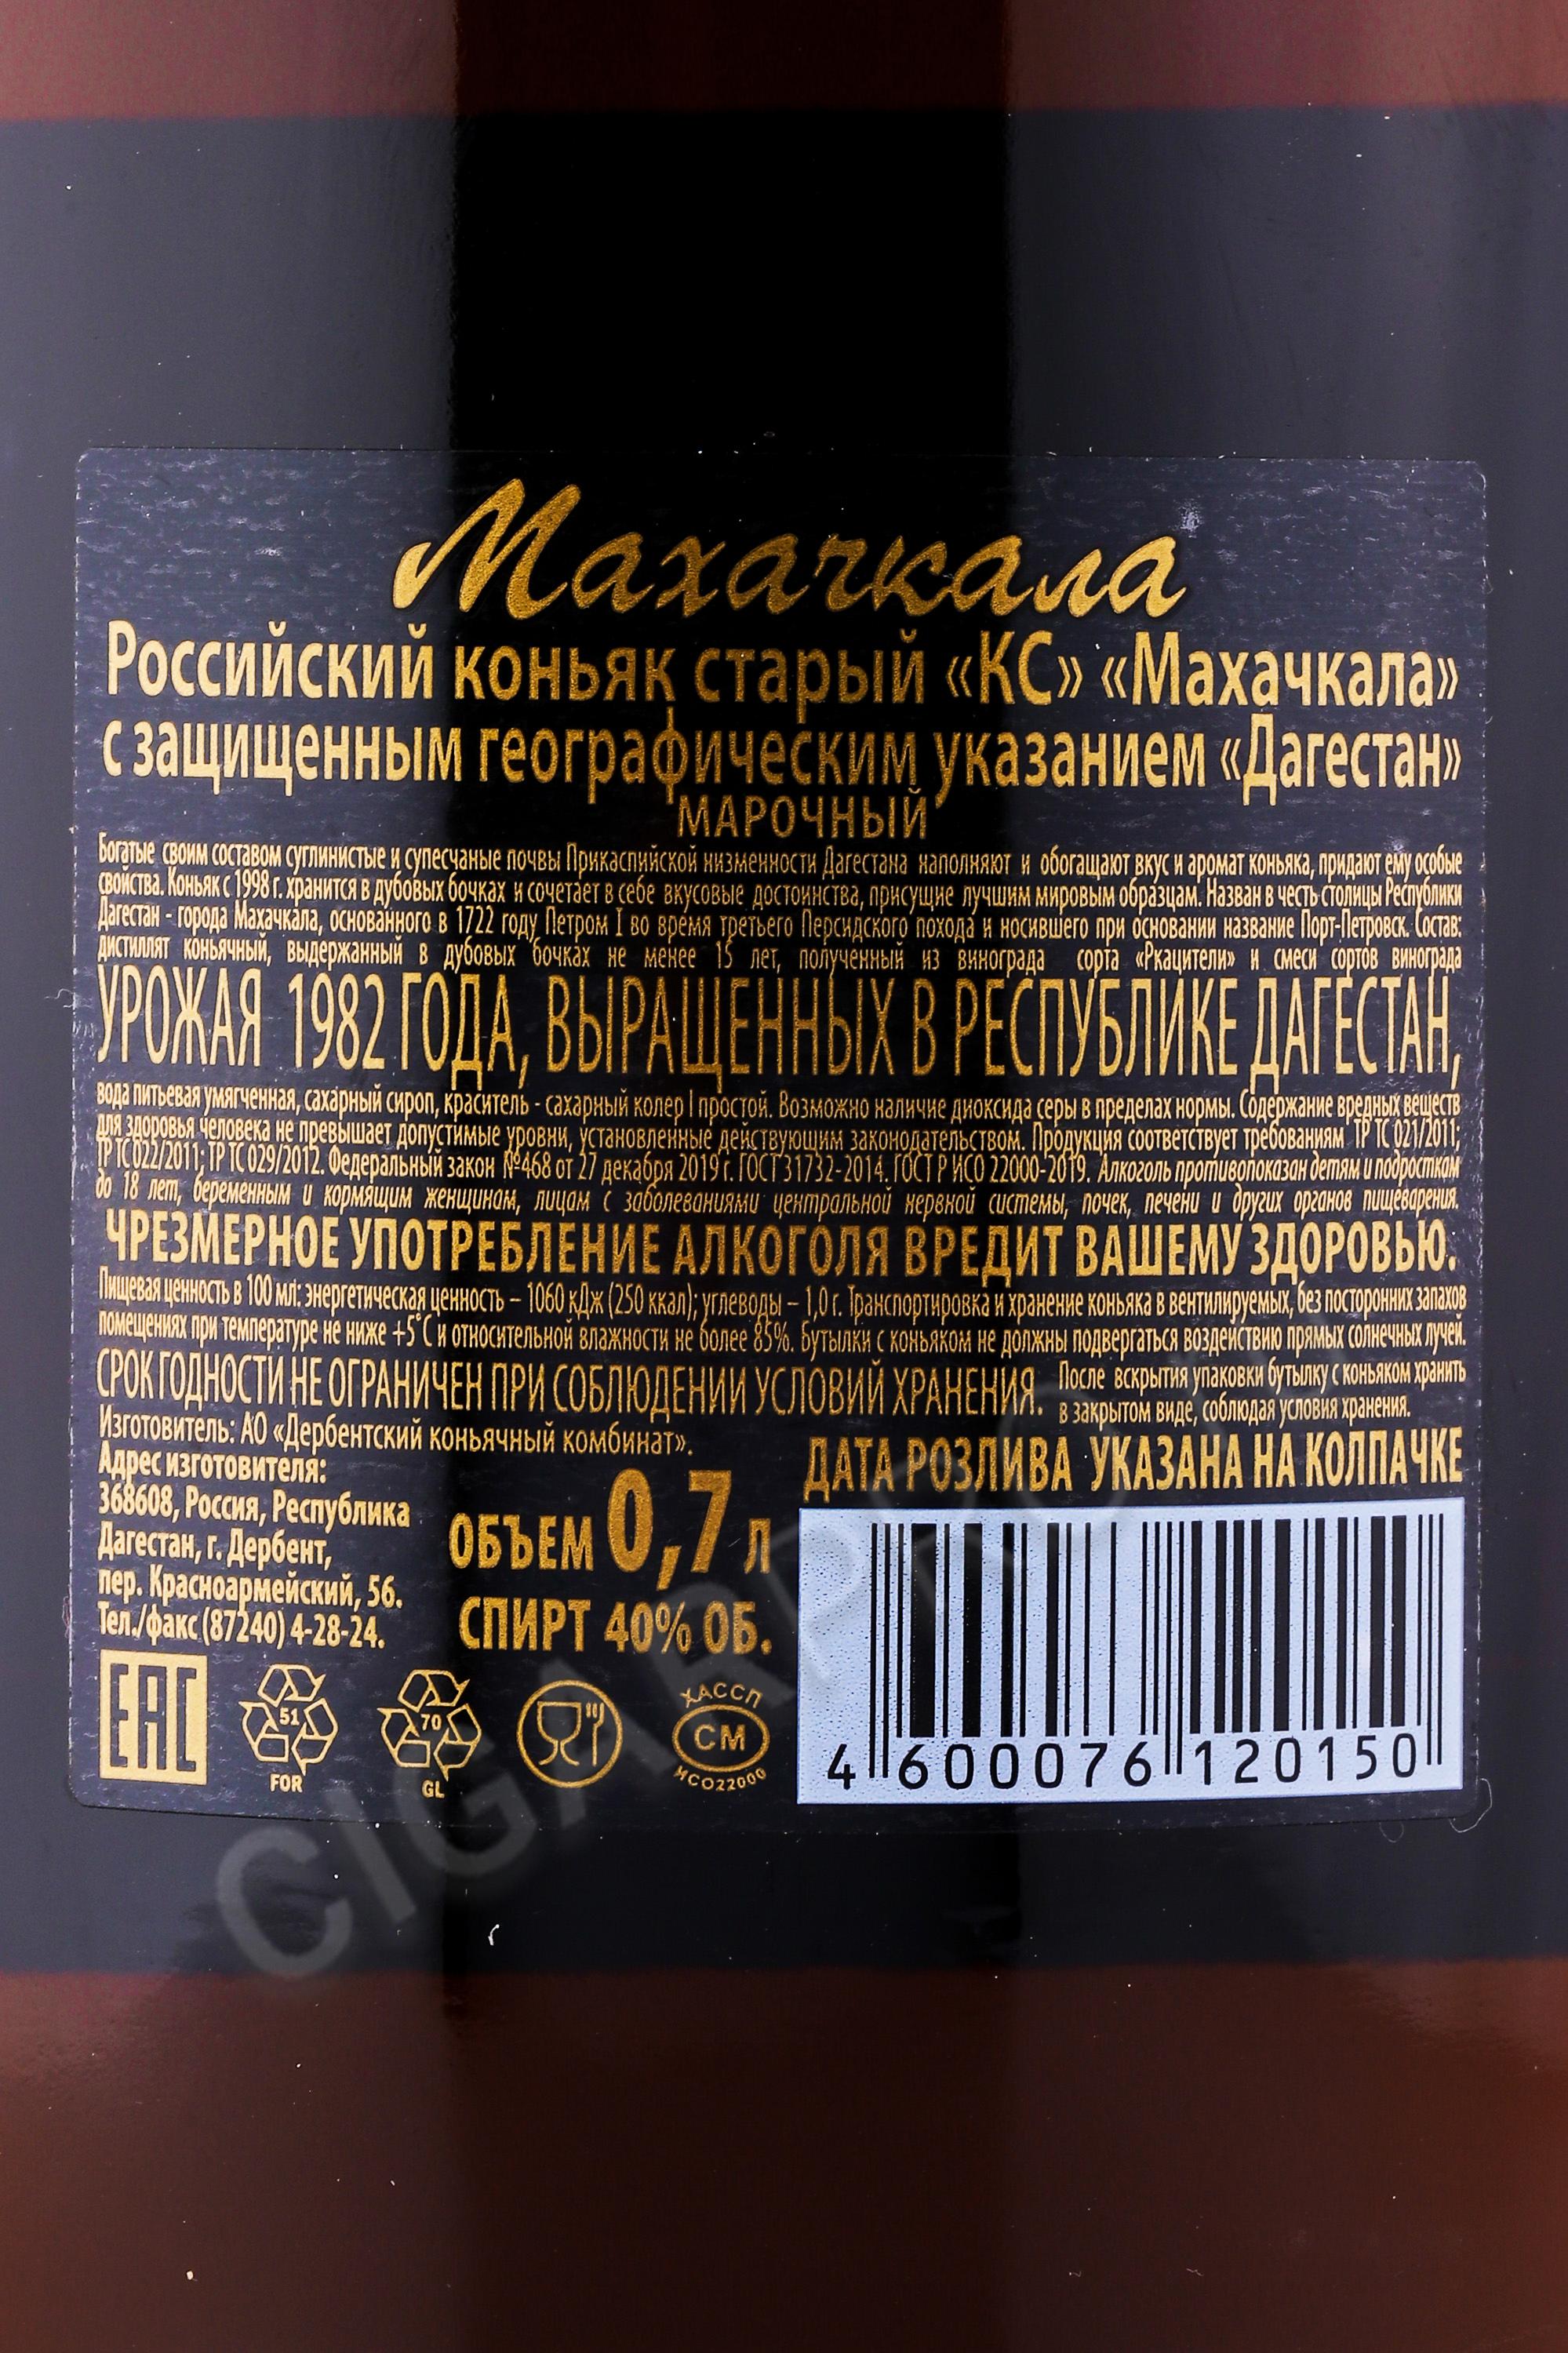 Махачкала
Российский коньяк старый «КС» «Махачкала»
с защищенным географическим указанием «Дагестан»
МАРОЧНЫЙ
Богатые своим составом суглинистые и супесчаные почвы Прикаспийской низменности Дагестана наполняют и обогащают вкус и аромат коньяка, придают ему особые
свойства. Коньяк с 1998 г. хранится в дубовых бочках и сочетает в себе вкусовые достоинства, присущие лучшим мировым образцам. Назван в честь столицы Республики
Дагестан - города Махачкала, основанного в 1722 году Петром I во время третьего Персидского похода и носившего при основании название Порт-Петровск. Состав:
дистиллят коньячный, выдержанный в дубовых бочках не менее 15 лет, полученный из винограда сорта «Ркацители» и смеси сортов винограда
УРОЖАЯ 1982 ГОДА, ВЫРАЩЕННЫХ В РЕСПУБЛИКЕ ДАГЕСТАН,
вода питьевая умягченная, сахарный сироп, краситель - сахарный колер I простой. Возможно наличие диоксида серы в пределах нормы. Содержание вредных веществ
для здоровья человека не превышает допустимые уровни, установленные действующим законодательством. Продукция соответствует требованиям ТР ТС 021/2011;
ТР ТС 022/2011; ТР ТС 029/2012. Федеральный закон №468 от 27 декабря 2019 г. ГОСТ 31732-2014. ГОСТ Р ИСО 22000-2019. Алкоголь противопоказан детям и подросткам
до 18 лет, беременным и кормящим женщинам, лицам с заболеваниями центральной нервной системы, почек, печени и других органов пищеварения.
ЧРЕЗМЕРНОЕ УПОТРЕБЛЕНИЕ АЛКОГОЛЯ ВРЕДИТ ВАШЕМУ ЗДОРОВЬЮ.
Пищевая ценность в 100 мл: энергетическая ценность – 1060 кДж (250 ккал); углеводы – 1,0 г. Транспортировка и хранение коньяка в вентилируемых, без посторонних запахов
помещениях при температуре не ниже +5°С и относительной влажности не более 85%. Бутылки с коньяком не должны подвергаться воздействию прямых солнечных лучей.
СРОК ГОДНОСТИ НЕ ОГРАНИЧЕН ПРИ СОБЛЮДЕНИИ УСЛОВИЙ ХРАНЕНИЯ. После вскрытия упаковки бутылку с коньяком хранить
в закрытом виде, соблюдая условия хранения.
Изготовитель: АО «Дербентский коньячный комбинат».
Адрес изготовителя:
368608, Россия, Республика
Дагестан, г. Дербент,
пер. Красноармейский, 56.
Тел./факс (87240) 4-28-24.
ОБЪЕМ 0,7 л
СПИРТ 40% ОБ.
ДАТА РОЗЛИВА УКАЗАНА НА КОЛПАЧКЕ
EAC
51
FOR
70
GL
ХАССП
СМ
ИСО22000
4 600076 120150
CIGARPRO.RU